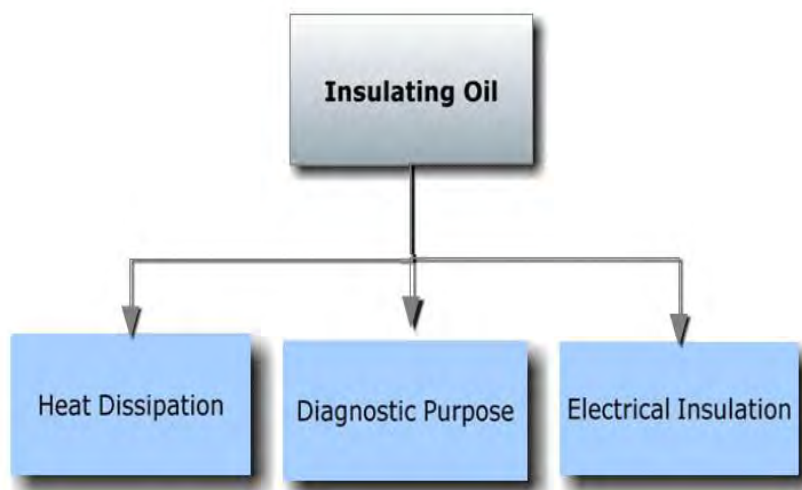 Insulating Oil
Heat Dissipation
Diagnostic Purpose
Electrical Insulation